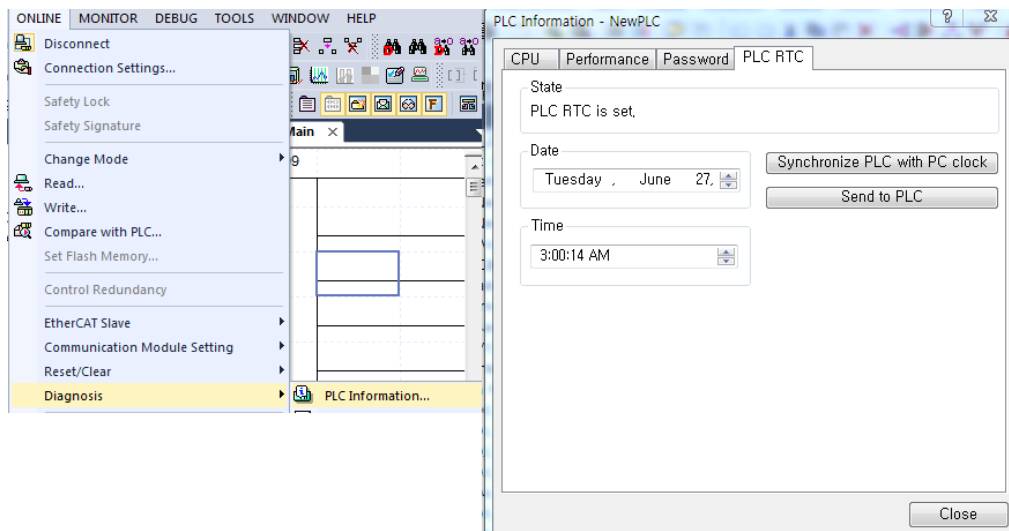 ONLINE MONITOR DEBUG TOOLS WINDOW HELP
Disconnect
Connection Settings...
Safety Lock
Safety Signature
Change Mode
Read...
Write...
Compare with PLC...
Set Flash Memory...
Control Redundancy
EtherCAT Slave
Communication Module Setting
Reset/Clear
Diagnosis
PLC Information...
Main
9
PLC Information - NewPLC
CPU Performance Password PLC RTC
State
PLC RTC is set,
Date
Tuesday , June 27,
Synchronize PLC with PC clock
Send to PLC
Time
3:00:14 AM
Close